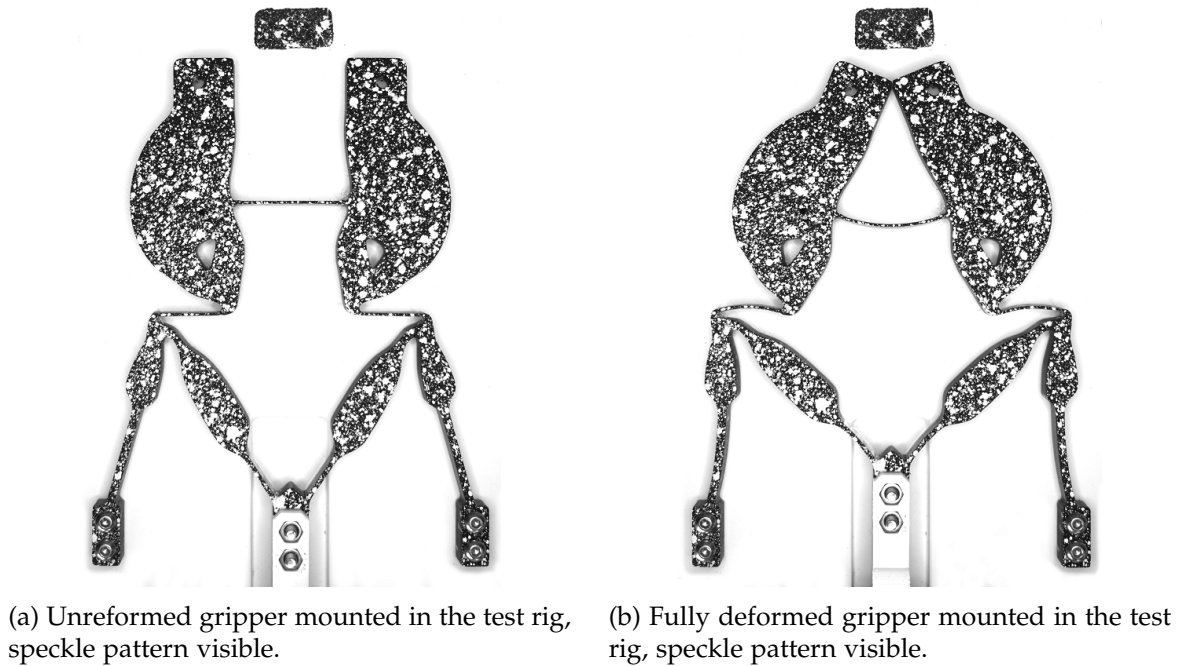 (a) Unreformed gripper mounted in the test rig,
speckle pattern visible.
(b) Fully deformed gripper mounted in the test
rig, speckle pattern visible.